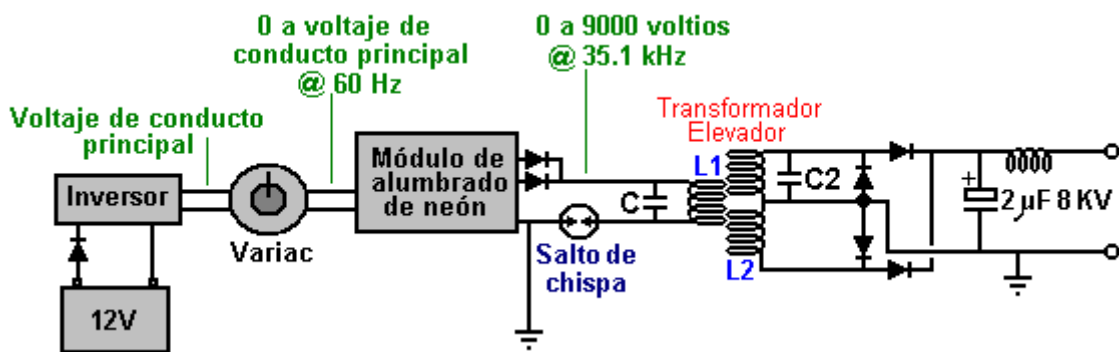 0 a voltaje de
conducto principal
@ 60 Hz
0 a 9000 voltios
@ 35.1 kHz
Voltaje de conducto
principal
Transformador
Elevador
Inversor
Variac
Módulo de
alumbrado
de neón
C
L1
C2
L2
+
2 µF 8 KV
Salto de
chispa
12V